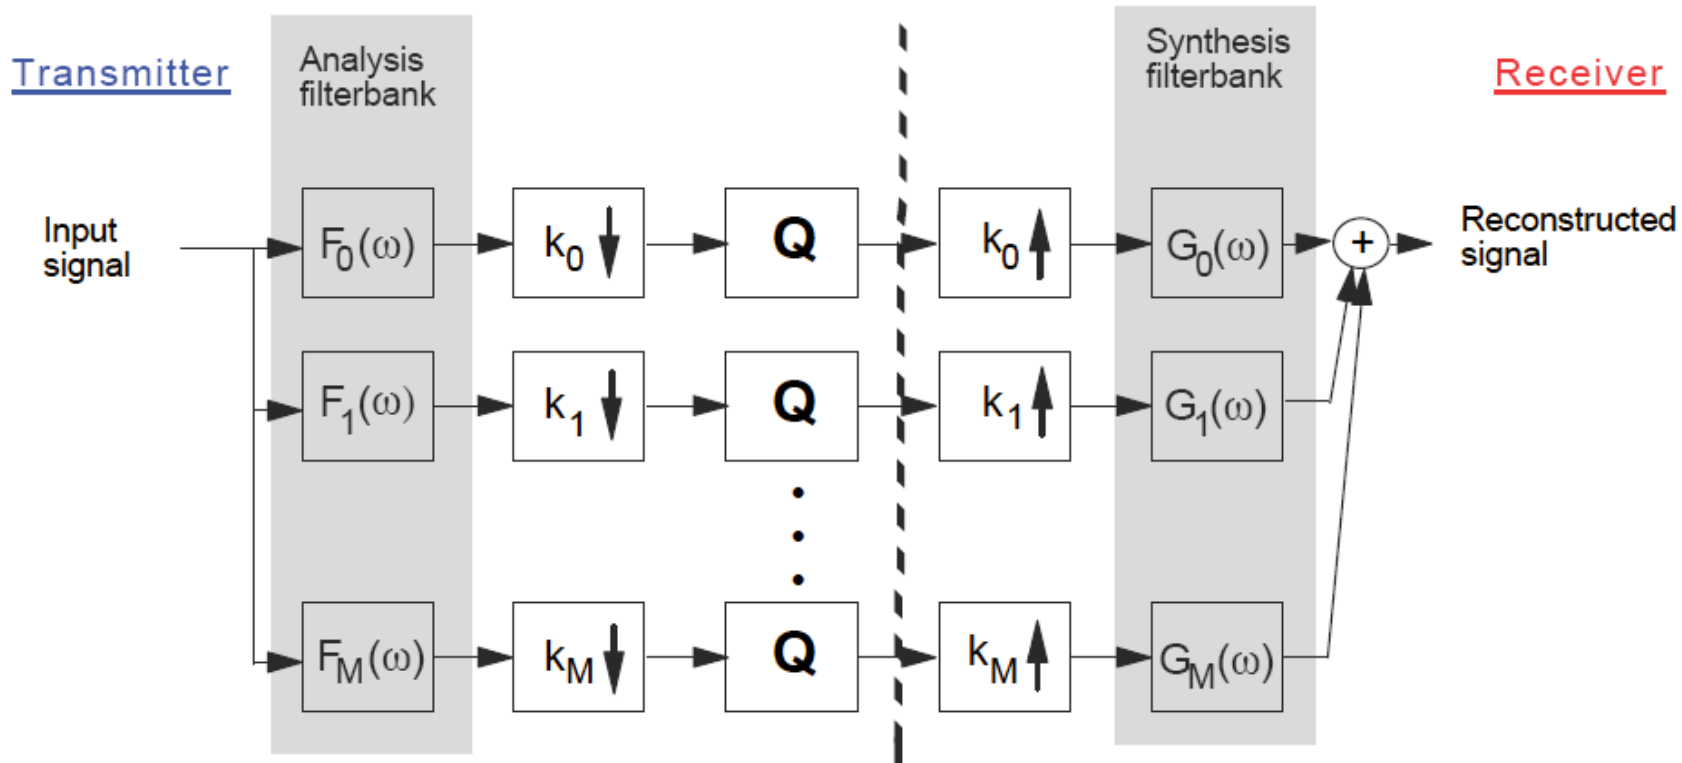 Transmitter
Analysis
filterbank
Synthesis
filterbank
Receiver
Input
signal
F0(ω)
k0
Q
k0
G0(ω)
+
Reconstructed
signal
F1(ω)
k1
Q
k1
G1(ω)
FM(ω)
kM
Q
kM
GM(ω)